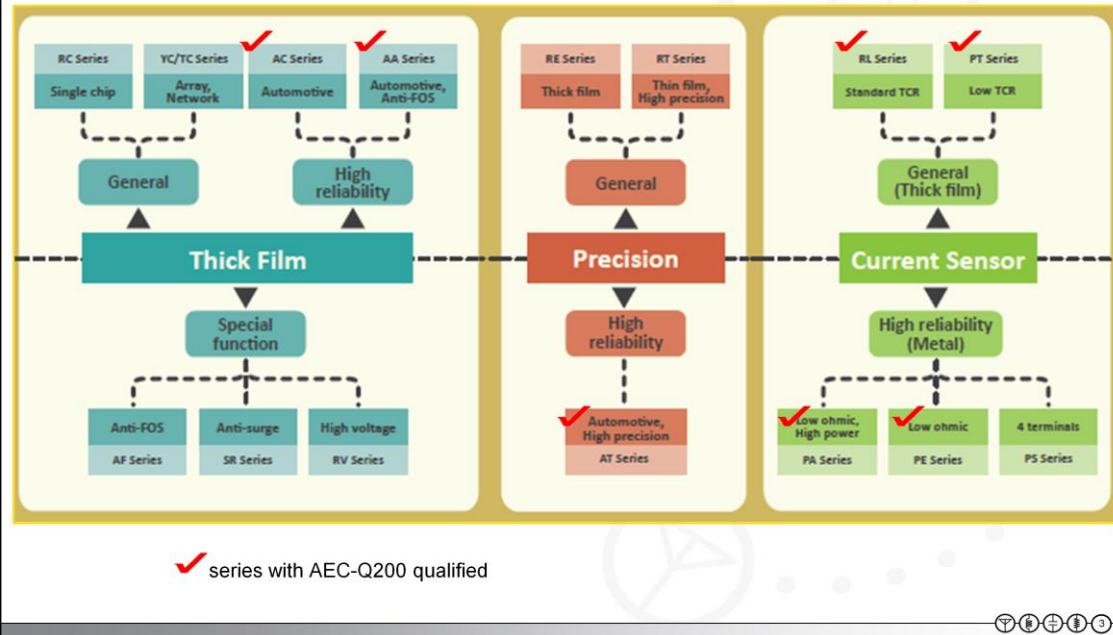 RC Series
Single chip
YC/TC Series
Array,
Network
AC Series
Automotive
AA Series
Automotive,
Anti-FOS
General
High
reliability
Thick Film
Special
function
Anti-FOS
AF Series
Anti-surge
SR Series
High voltage
RV Series
RE Series
Thick film
RT Series
Thin film,
High precision
General
Precision
High
reliability
Automotive,
High precision
AT Series
RL Series
Standard TCR
PT Series
Low TCR
General
(Thick film)
Current Sensor
High reliability
(Metal)
Low ohmic,
High power
PA Series
Low ohmic
PE Series
4 terminals
PS Series
series with AEC-Q200 qualified
3